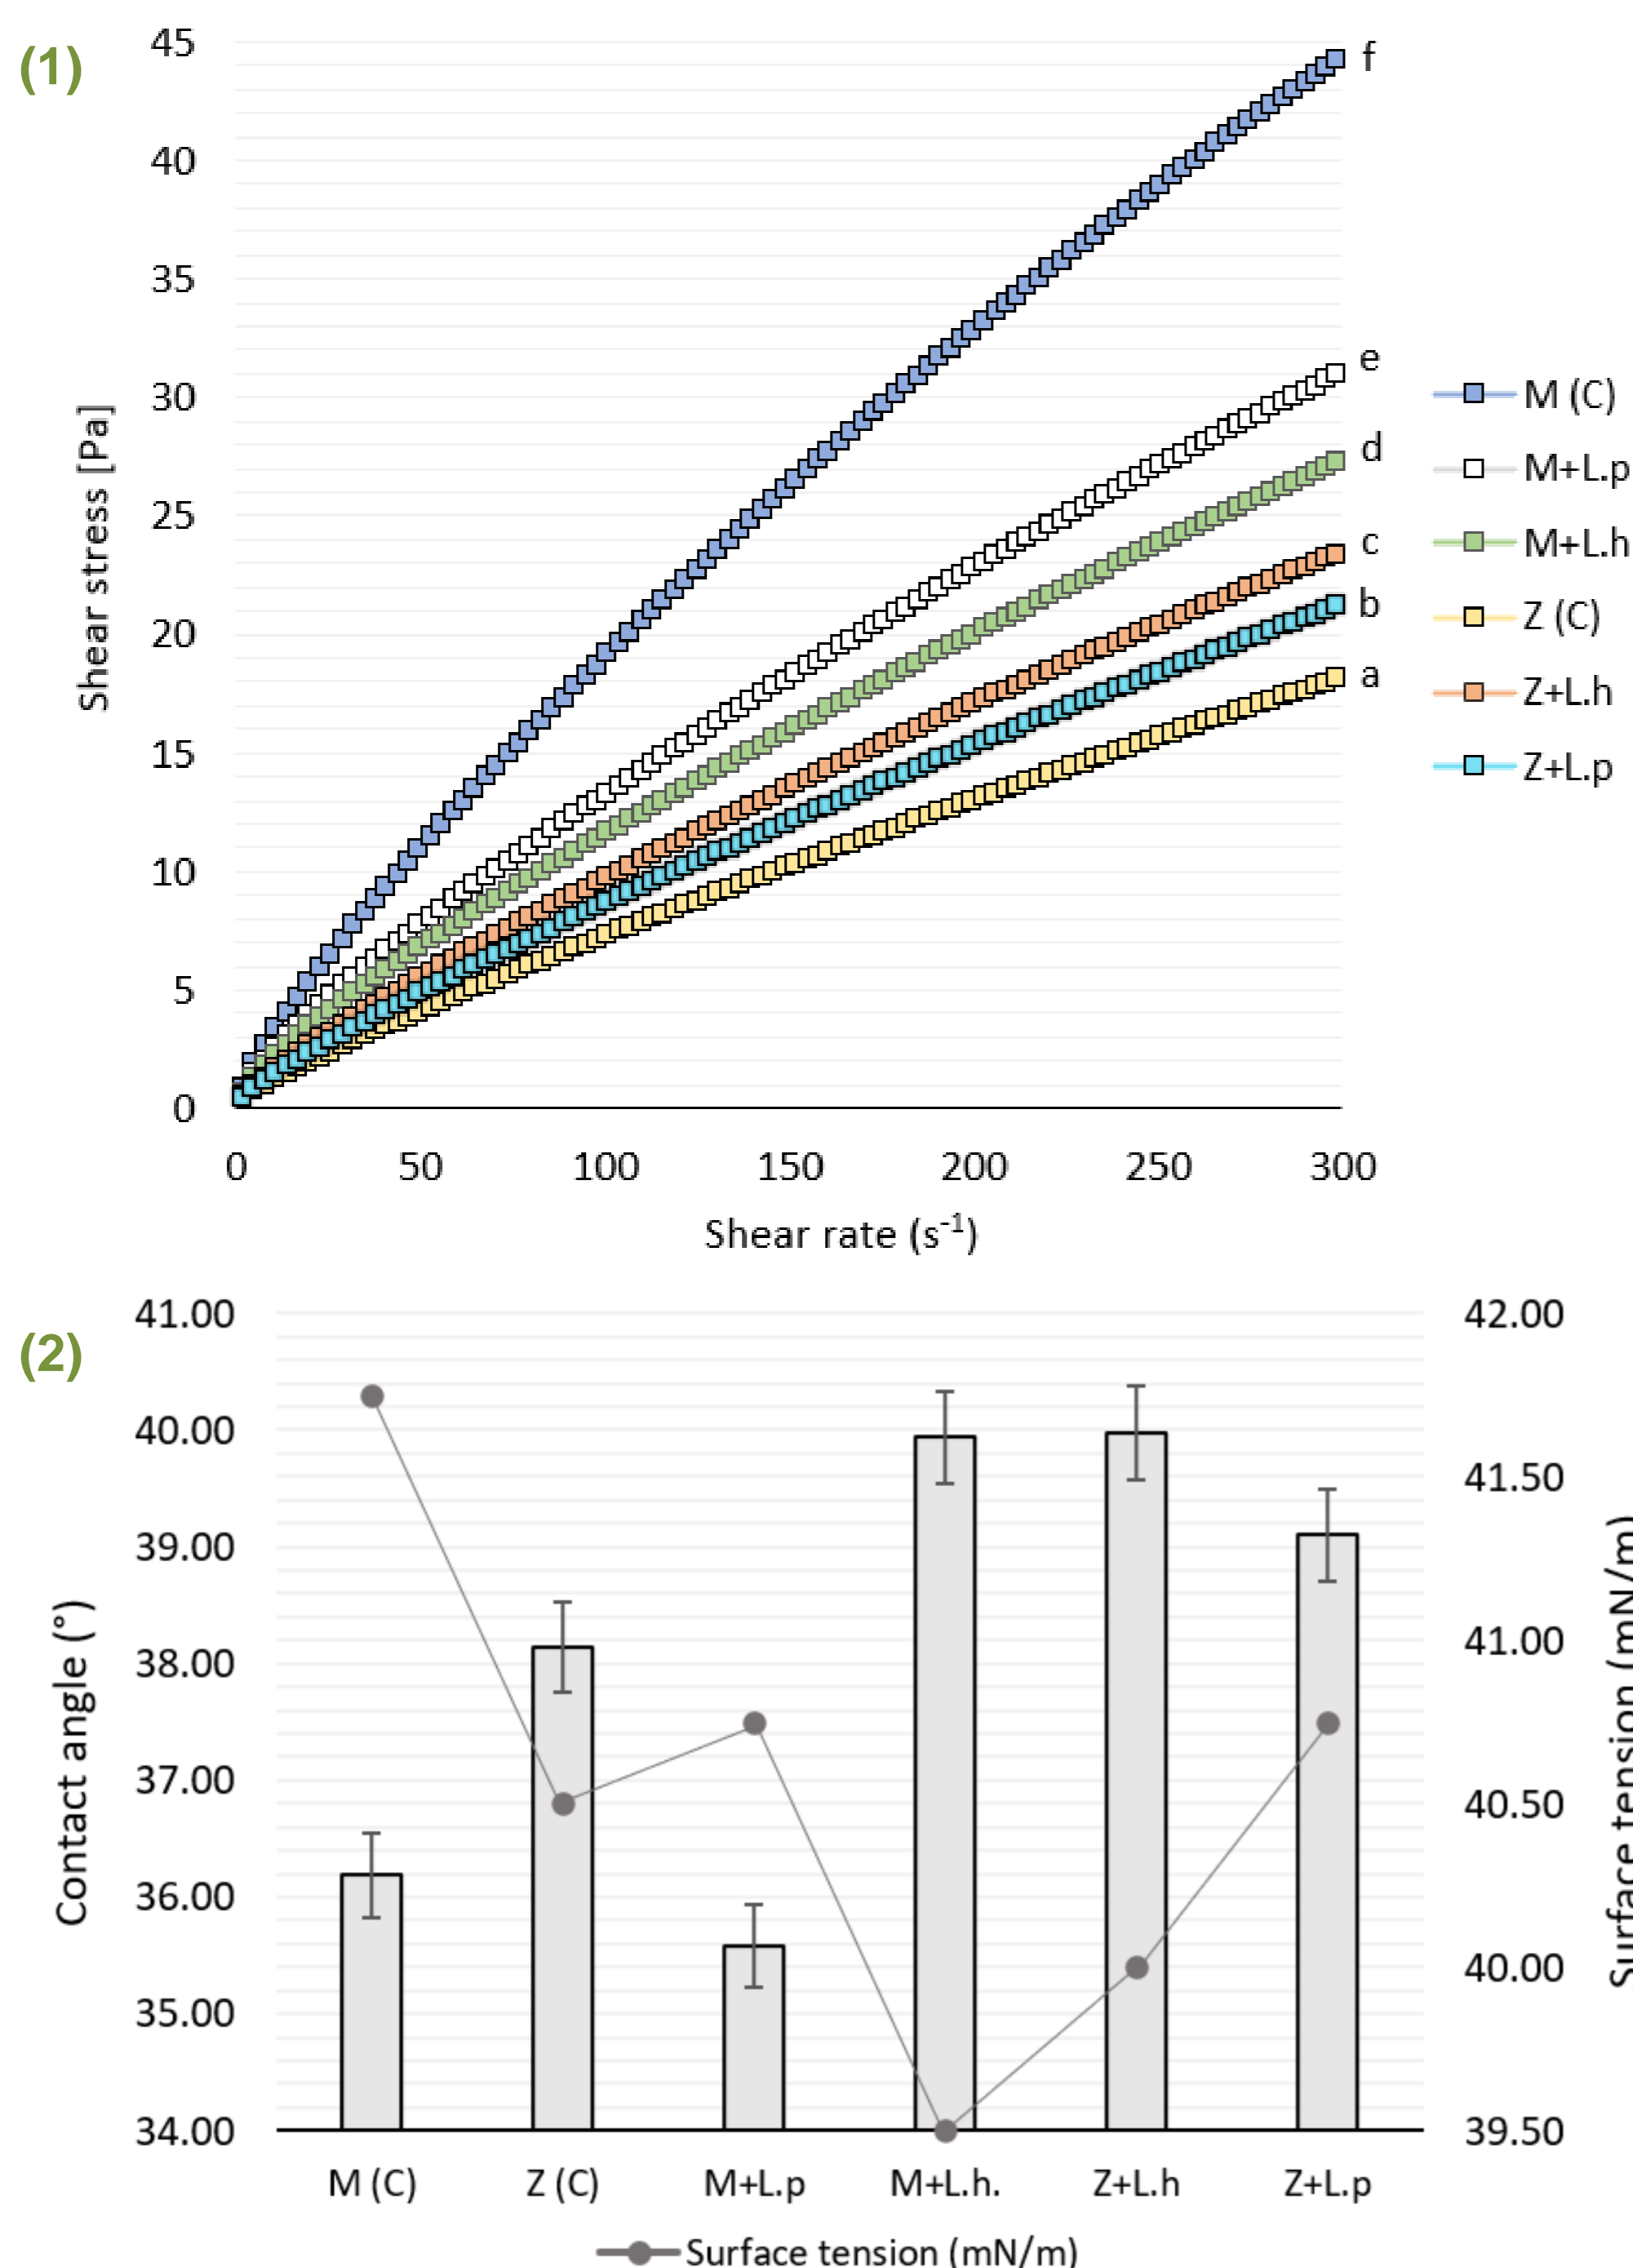 (1)
45
40
35
30
25
20
15
10
5
0
Shear stress [Pa]
f
e
d
c
b
a
M (C)
M+L.p
M+L.h
Z (C)
Z+L.h
Z+L.p
0 50 100 150 200 250 300
Shear rate (s⁻¹)
(2)
41.00
40.00
39.00
38.00
37.00
36.00
35.00
34.00
Contact angle (°)
42.00
41.50
41.00
40.50
40.00
39.50
Surface tension (mN/m)
M (C) Z (C) M+L.p M+L.h. Z+L.h Z+L.p
Surface tension (mN/m)